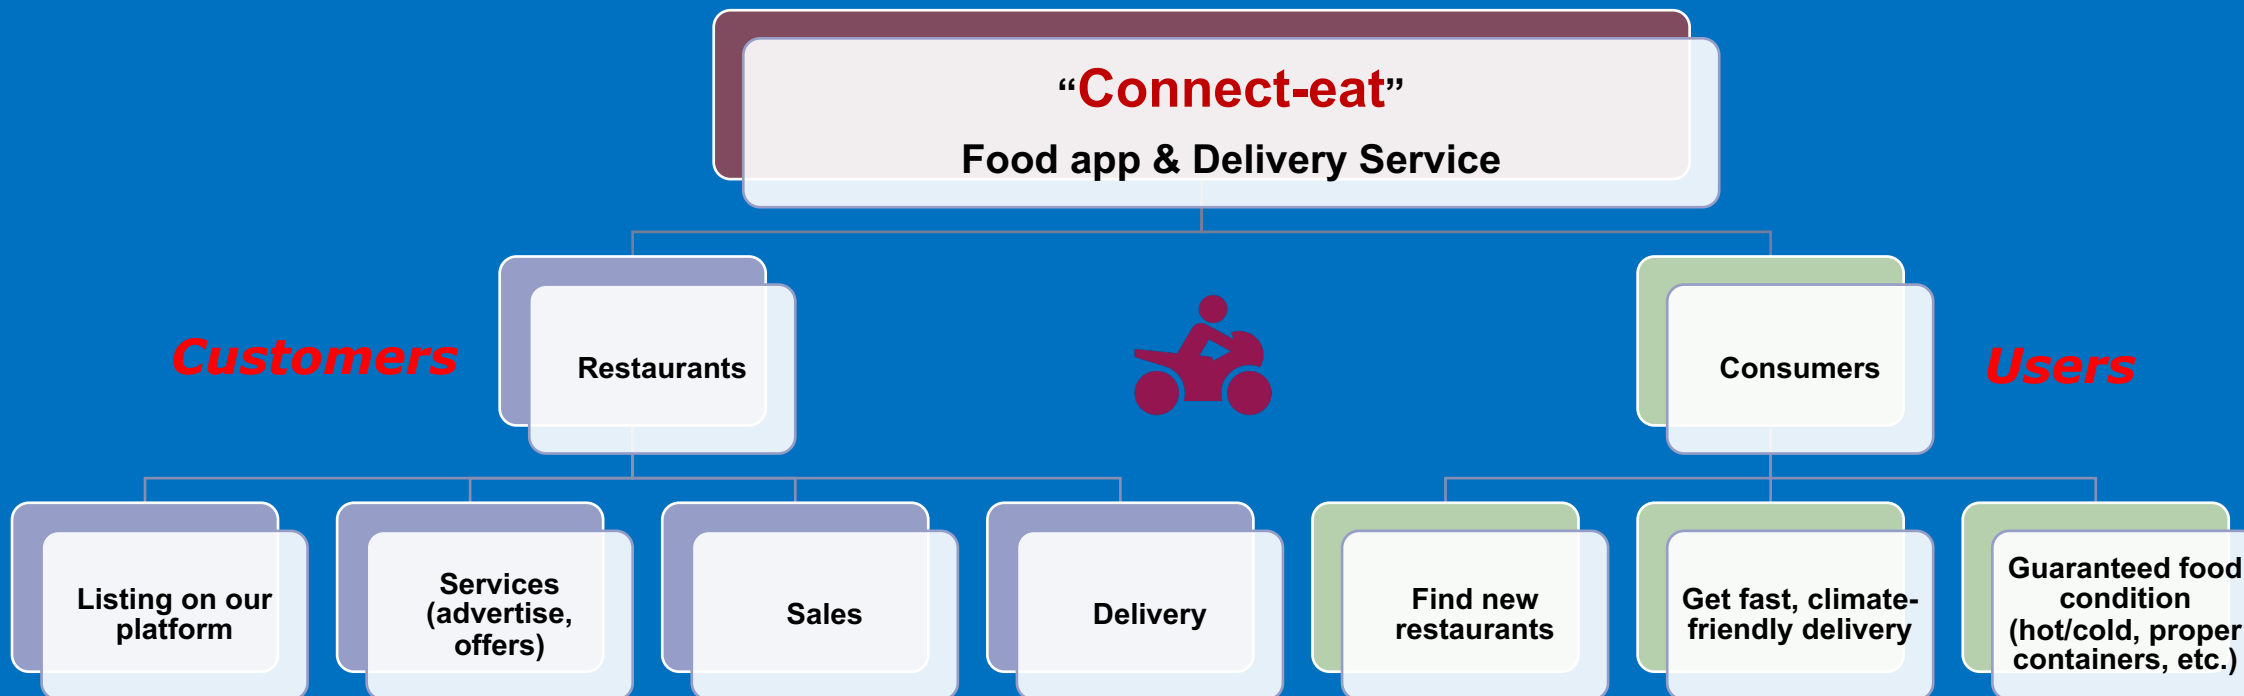 “Connect-eat”
Food app & Delivery Service
Customers
Restaurants
Consumers
Users
Listing on our
platform
Services
(advertise,
offers)
Sales
Delivery
Find new
restaurants
Get fast, climate-
friendly delivery
Guaranteed food
condition
(hot/cold, proper
containers, etc.)